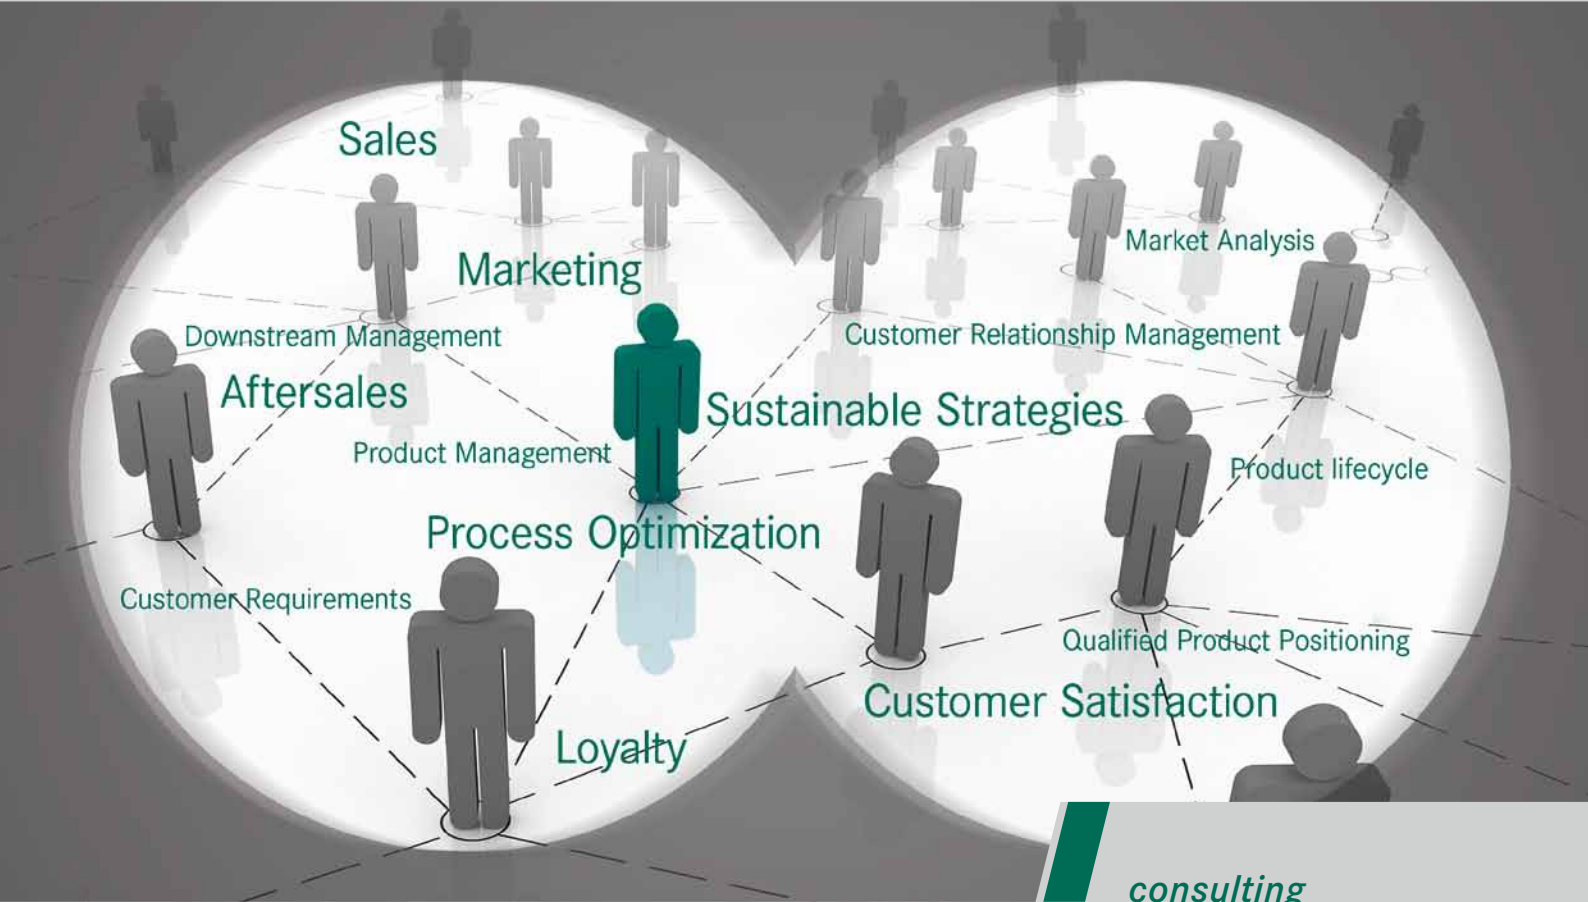 Sales
Market Analysis
Marketing
Downstream Management
Customer Relationship Management
Aftersales
Sustainable Strategies
Product Management
Product lifecycle
Process Optimization
Customer Requirements
Qualified Product Positioning
Customer Satisfaction
Loyalty
consulting